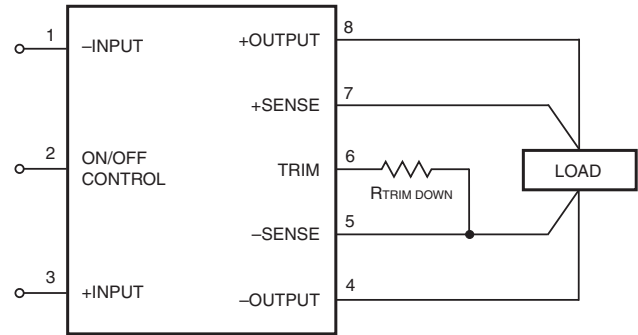 1
–INPUT
+OUTPUT
8
+SENSE
7
2
ON/OFF
CONTROL
TRIM
6
RTRIM DOWN
LOAD
–SENSE
5
3
+INPUT
–OUTPUT
4